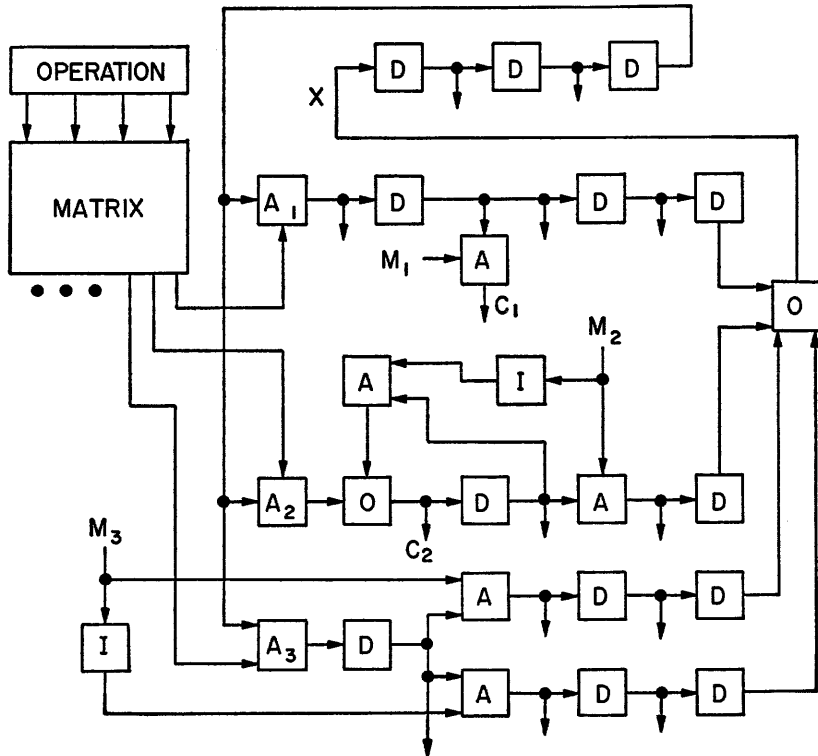 OPERATION
D D D
X
MATRIX
A1 D D D
M1 A
C1
O
M2
A I
A2 O D A D
C2
M3
A D D
I
A3 D
A D D